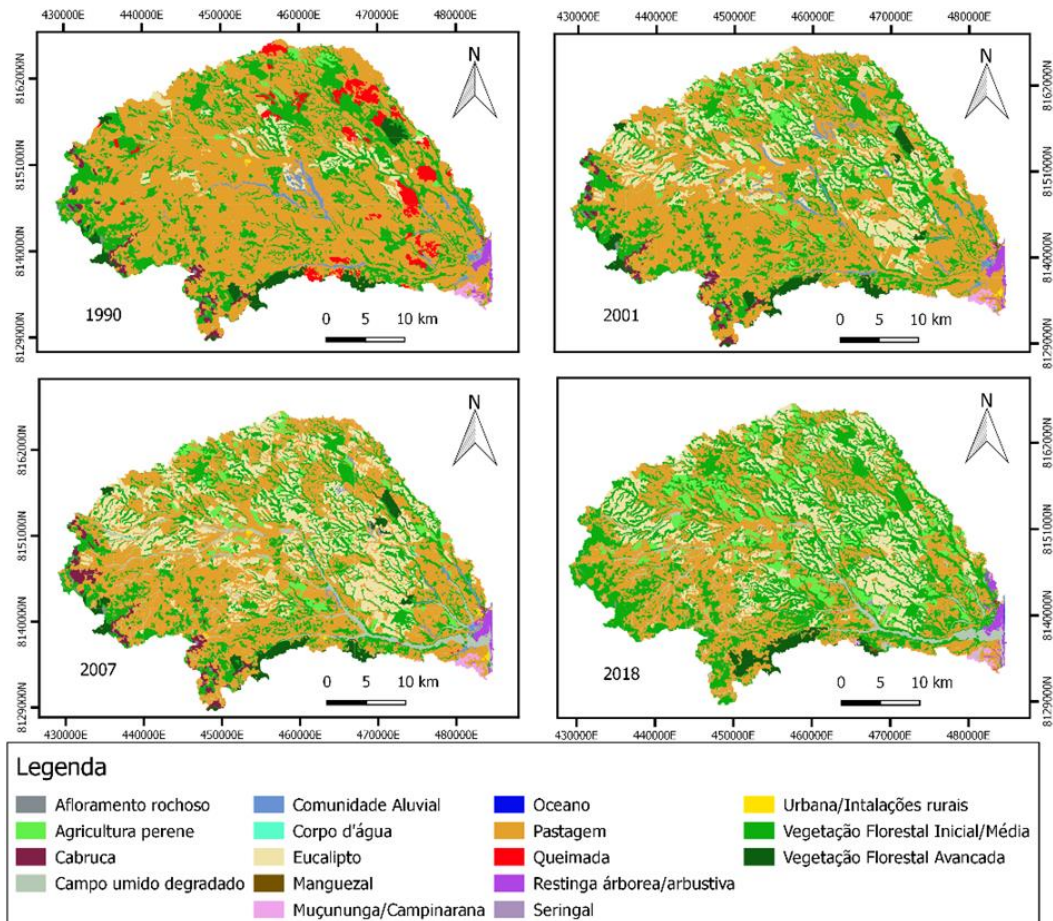 430000E 440000E 450000E 460000E 470000E 480000E
430000E 440000E 450000E 460000E 470000E 480000E
8162000N
8151000N
8140000N
8129000N
N
1990
0 5 10 km
N
2001
0 5 10 km
8162000N
8151000N
8140000N
8129000N
8162000N
8151000N
8140000N
8129000N
N
2007
0 5 10 km
N
2018
0 5 10 km
8162000N
8151000N
8140000N
8129000N
430000E 440000E 450000E 460000E 470000E 480000E
430000E 440000E 450000E 460000E 470000E 480000E
Legenda
Afloramento rochoso
Agricultura perene
Cabruca
Campo umido degradado
Comunidade Aluvial
Corpo d'água
Eucalipto
Manguezal
Muçununga/Campinarana
Oceano
Pastagem
Queimada
Restinga árborea/arbustiva
Seringal
Urbana/Intalações rurais
Vegetação Florestal Inicial/Média
Vegetação Florestal Avancada